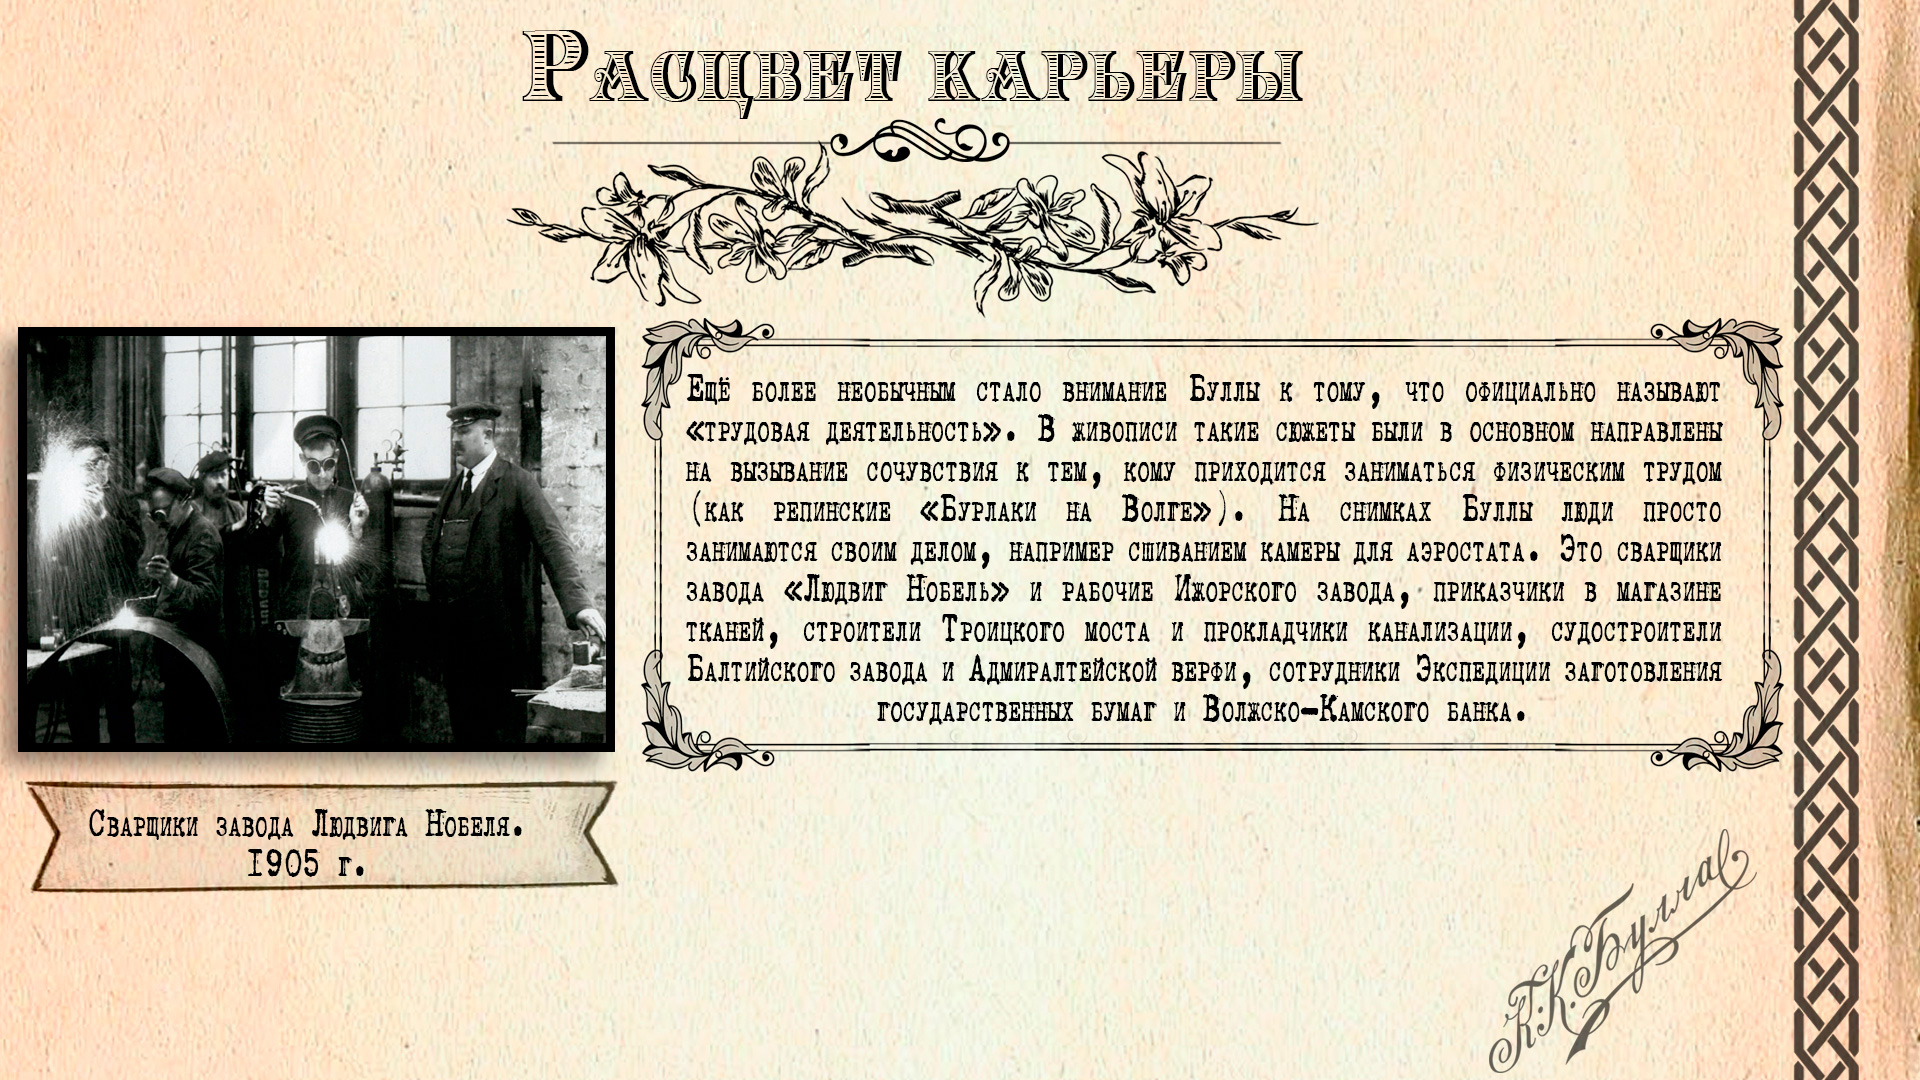 Расцвет карьеры
Ещё более необычным стало внимание Буллы к тому, что официально называют
«трудовая деятельность». В живописи такие сюжеты были в основном направлены
на вызывание сочувствия к тем, кому приходится заниматься физическим трудом
(как репинские «Бурлаки на Волге»). На снимках Буллы люди просто
занимаются своим делом, например сшиванием камеры для аэростата. Это сварщики
завода «Людвиг Нобель» и рабочие Ижорского завода, приказчики в магазине
тканей, строители Троицкого моста и прокладчики канализации, судостроители
Балтийского завода и Адмиралтейской верфи, сотрудники Экспедиции заготовления
государственных бумаг и Волжско-Камского банка.
Сварщики завода Людвига Нобеля.
1905 г.
К.К.Булла